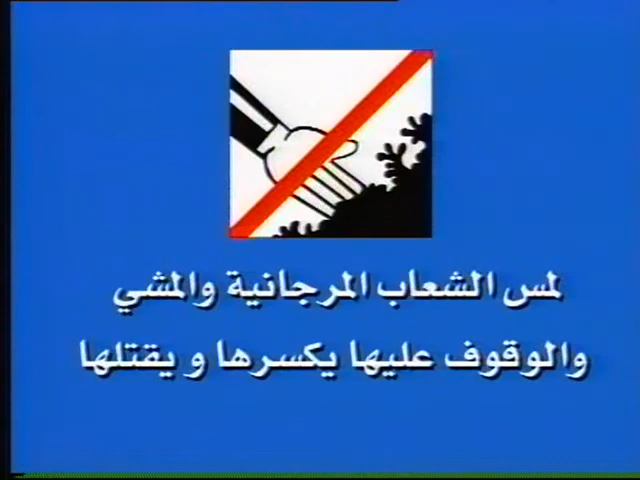 لمس الشعاب المرجانية والمشي
والوقوف عليها يكسرها و يقتلها